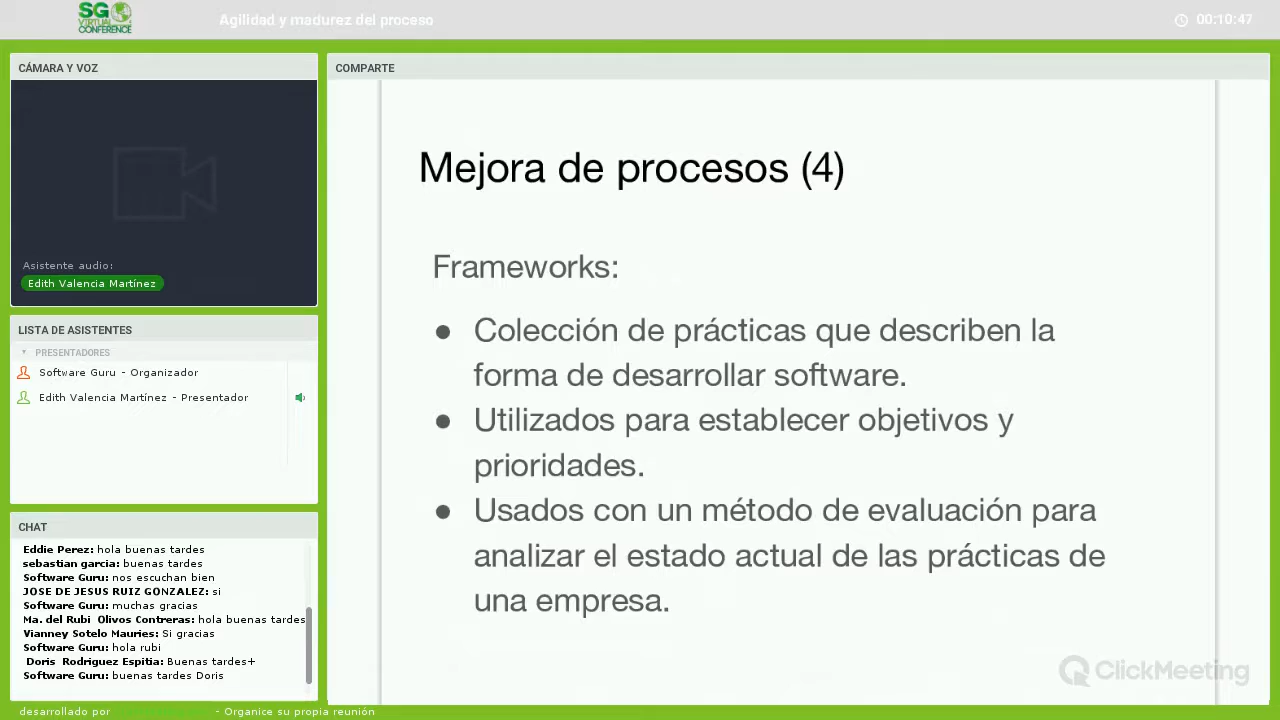 SG
VIRTUAL
CONFERENCE
Agilidad y madurez del proceso
00:10:47
CÁMARA Y VOZ
Asistente audio:
Edith Valencia Martínez
LISTA DE ASISTENTES
PRESENTADORES
Software Guru - Organizador
Edith Valencia Martínez - Presentador
CHAT
Eddie Perez: hola buenas tardes
sebastian garcia: buenas tardes
Software Guru: nos escuchan bien
JOSE DE JESUS RUIZ GONZALEZ: si
Software Guru: muchas gracias
Ma. del Rubi Olivos Contreras: hola buenas tardes
Vianney Sotelo Mauries: Si gracias
Software Guru: hola rubi
Doris Rodriguez Espitia: Buenas tardes+
Software Guru: buenas tardes Doris
COMPARTE
Mejora de procesos (4)
Frameworks:
● Colección de prácticas que describen la
forma de desarrollar software.
● Utilizados para establecer objetivos y
prioridades.
● Usados con un método de evaluación para
analizar el estado actual de las prácticas de
una empresa.
ClickMeeting
desarrollado por - Organice su propia reunión